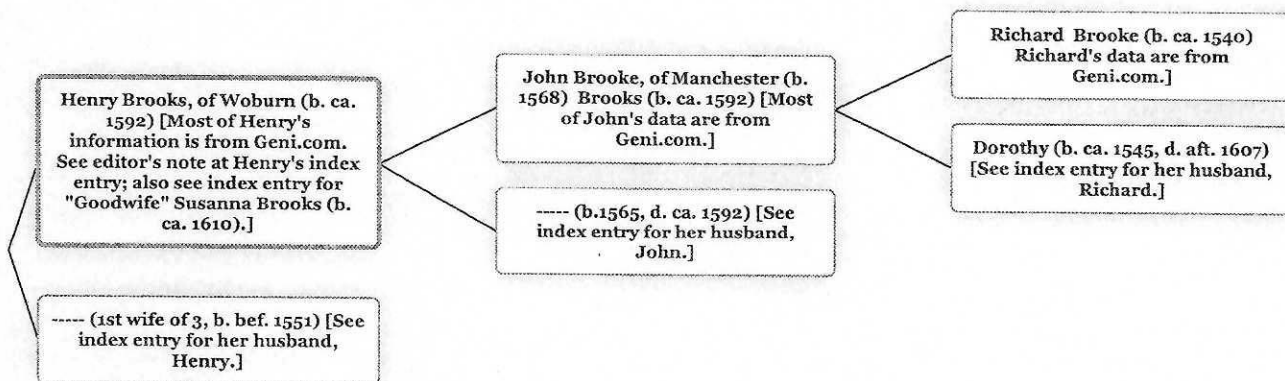 Henry Brooks, of Woburn (b. ca.
1592) [Most of Henry's
information is from Geni.com.
See editor's note at Henry's index
entry; also see index entry for
"Goodwife" Susanna Brooks (b.
ca. 1610).]
----- (1st wife of 3, b. bef. 1551) [See
index entry for her husband,
Henry.]
John Brooke, of Manchester (b.
1568) Brooks (b. ca. 1592) [Most
of John's data are from
Geni.com.]
----- (b.1565, d. ca. 1592) [See
index entry for her husband,
John.]
Richard Brooke (b. ca. 1540)
Richard's data are from
Geni.com.]
Dorothy (b. ca. 1545, d. aft. 1607)
[See index entry for her husband,
Richard.]